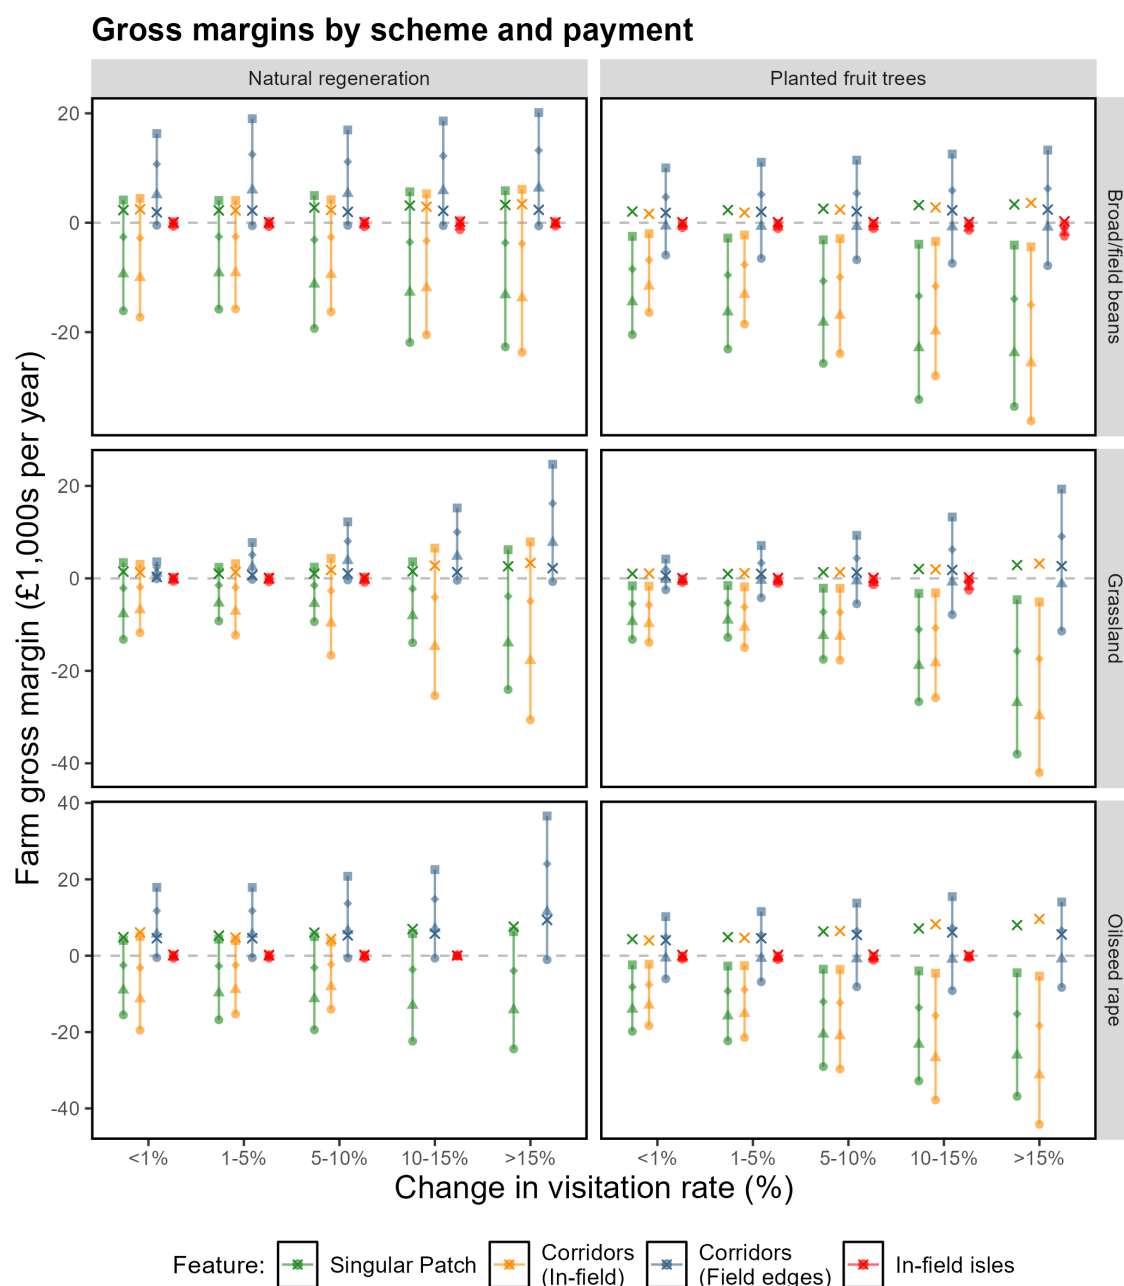 Gross margins by scheme and payment
Natural regeneration
Planted fruit trees
Farm gross margin (£1,000s per year)
20
0
-20
Broad/field beans
20
0
-20
-40
Grassland
40
20
0
-20
-40
Oilseed rape
<1%
1-5%
5-10%
10-15%
>15%
<1%
1-5%
5-10%
10-15%
>15%
Change in visitation rate (%)
Feature:
Singular Patch
Corridors
(In-field)
Corridors
(Field edges)
In-field isles